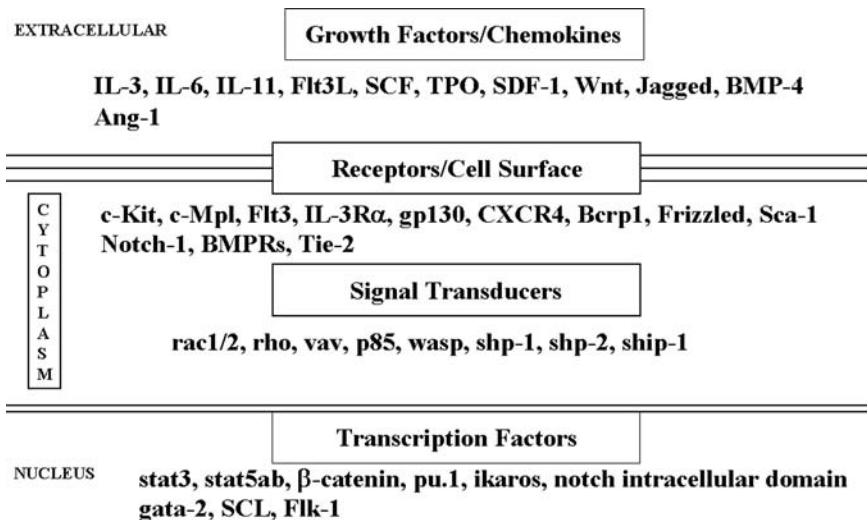 EXTRACELLULAR
Growth Factors/Chemokines
IL-3, IL-6, IL-11, Flt3L, SCF, TPO, SDF-1, Wnt, Jagged, BMP-4
Ang-1
Receptors/Cell Surface
CYTOPLASM
c-Kit, c-Mpl, Flt3, IL-3Rα, gp130, CXCR4, Bcrp1, Frizzled, Sca-1
Notch-1, BMPRs, Tie-2
Signal Transducers
rac1/2, rho, vav, p85, wasp, shp-1, shp-2, ship-1
Transcription Factors
NUCLEUS
stat3, stat5ab, β-catenin, pu.1, ikaros, notch intracellular domain
gata-2, SCL, Flk-1